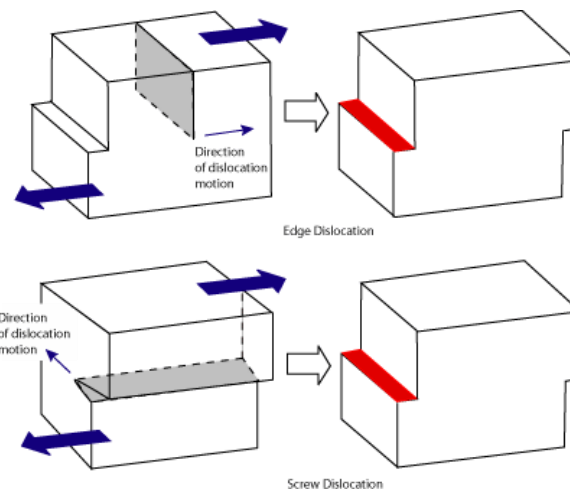 Direction
of dislocation
motion
Edge Dislocation
Direction
of dislocation
motion
Screw Dislocation